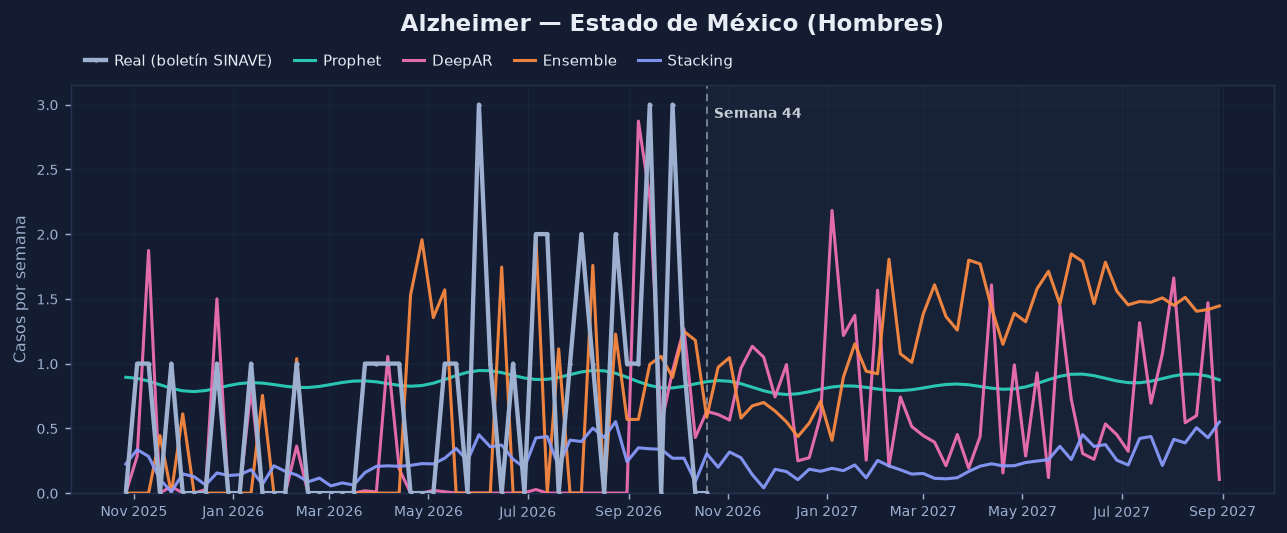 Alzheimer — Estado de México (Hombres)
Real (boletín SINAVE) Prophet DeepAR Ensemble Stacking
Semana 44
Casos por semana
3.0
2.5
2.0
1.5
1.0
0.5
0.0
Nov 2025 Jan 2026 Mar 2026 May 2026 Jul 2026 Sep 2026 Nov 2026 Jan 2027 Mar 2027 May 2027 Jul 2027 Sep 2027